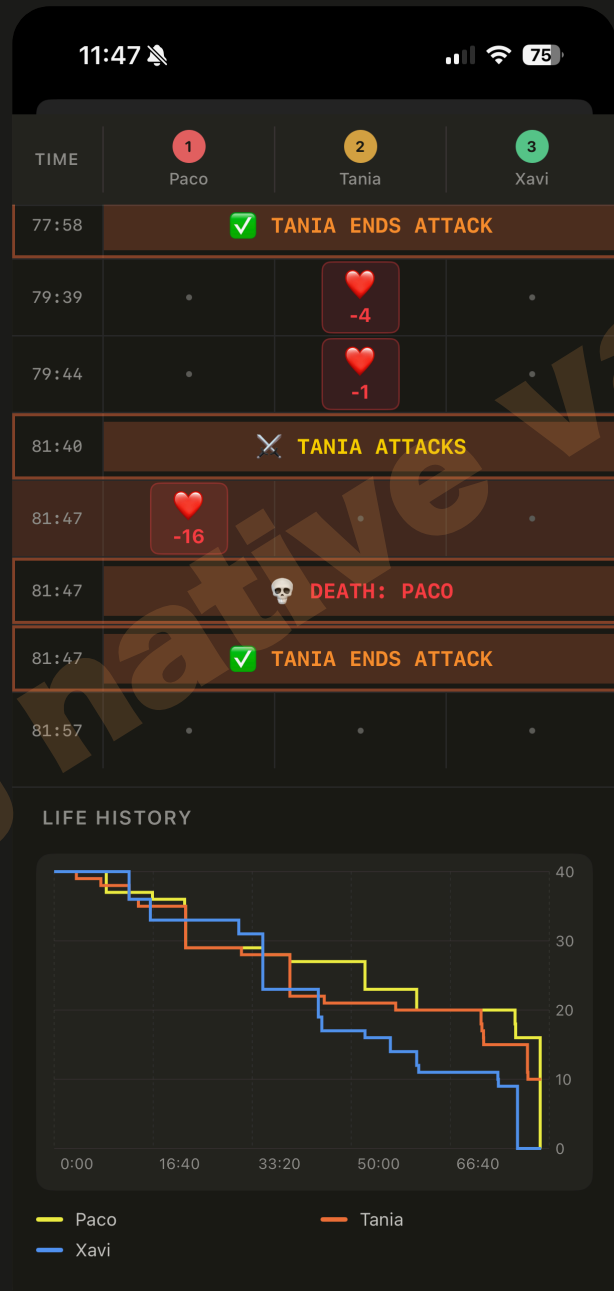 11:47
75
TIME
1
Paco
2
Tania
3
Xavi
77:58 ✅ TANIA ENDS ATTACK
79:39
-4
79:44
-1
81:40 ⚔️ TANIA ATTACKS
81:47
-16
81:47 💀 DEATH: PACO
81:47 ✅ TANIA ENDS ATTACK
81:57
native
LIFE HISTORY
40
30
20
10
0
0:00 16:40 33:20 50:00 66:40
Paco
Tania
Xavi